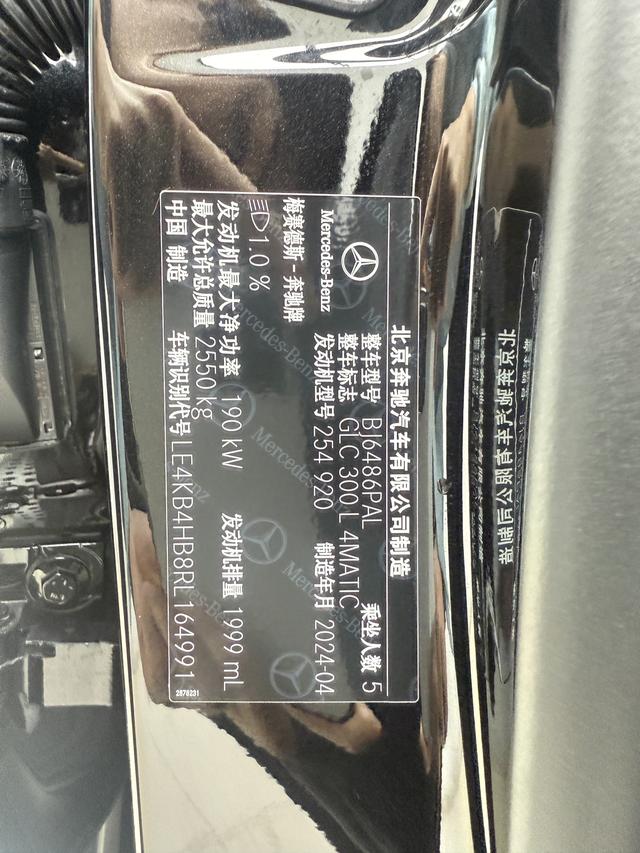 北京奔驰汽车有限公司制造
Mercedes-Benz
梅赛德斯-奔驰牌
整车型号 BJ6486PAL 乘坐人数 5
整车标志 GLC 300 L 4MATIC
发动机型号 254 920 制造年月 2024-04
1.0 %
发动机最大净功率 190 kW 发动机排量 1999 mL
最大允许总质量 2550 kg
中国 制造 车辆识别代号 LE4KB4HB8RL164991
2878231